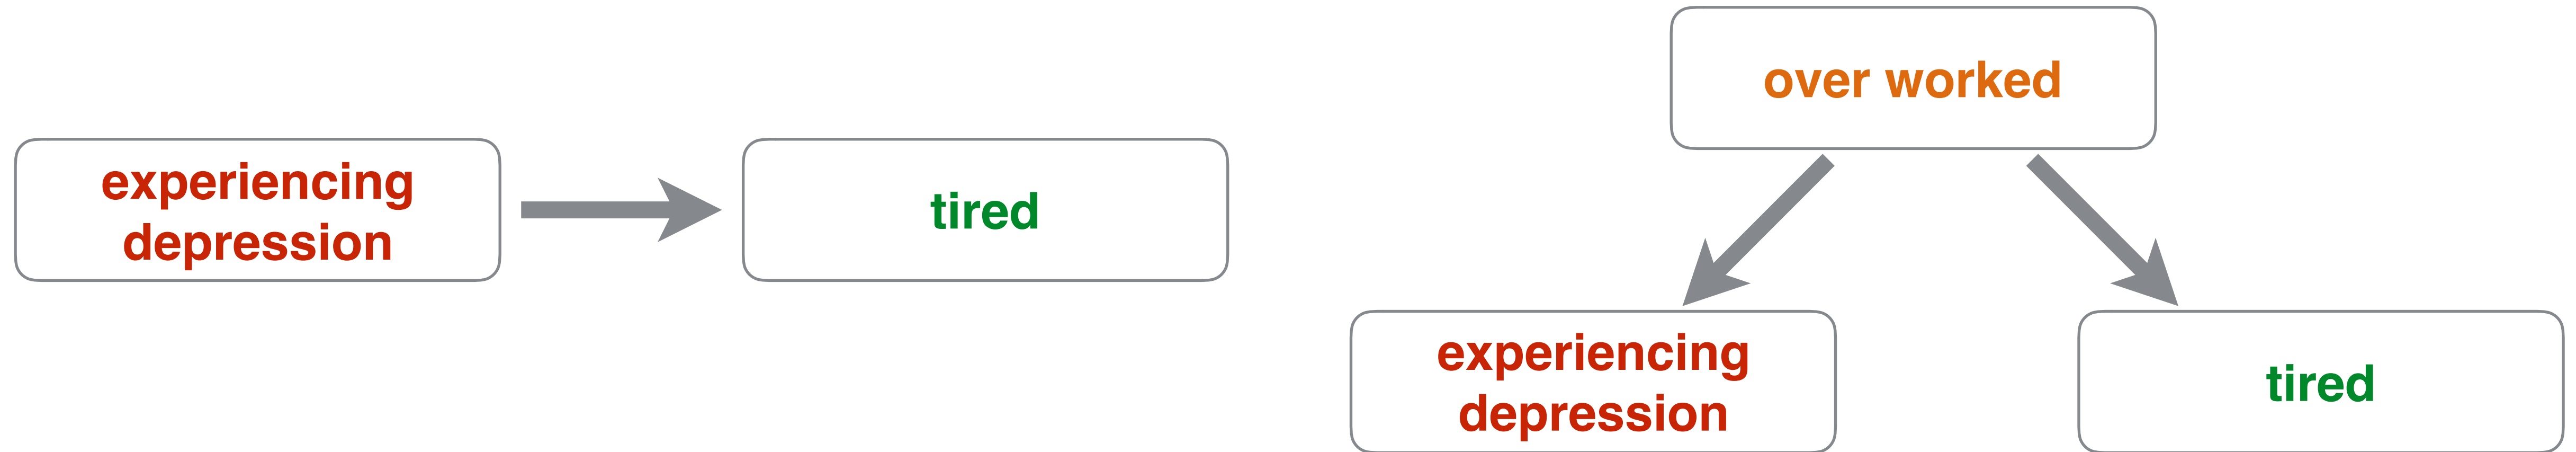 experiencing
depression
tired
over worked
experiencing
depression
tired